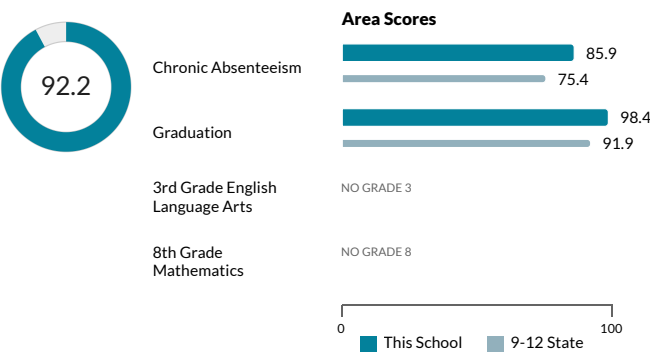 Area Scores
92.2
Chronic Absenteeism
85.9
75.4
Graduation
98.4
91.9
3rd Grade English
Language Arts
NO GRADE 3
8th Grade
Mathematics
NO GRADE 8
0
100
This School
9-12 State